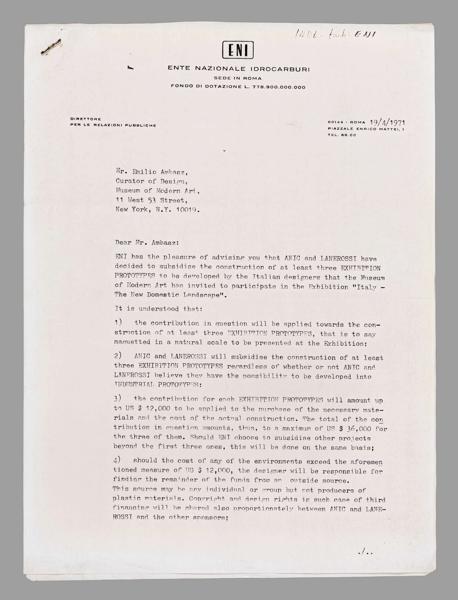 ENI
ENI
ENTE NAZIONALE IDROCARBURI
SEDE IN ROMA
FONDO DI DOTAZIONE L. 778.900.000.000
DIRETTORE
PER LE RELAZIONI PUBBLICHE
00144 - ROMA 19/4/1971
PIAZZALE ENRICO MATTEI, 1
TEL. 59.00
Mr. Emilio Ambasz,
Curator of Design,
Museum of Modern Art,
11 West 53 Street,
New York, N.Y. 10019.
Dear Mr. Ambasz:
ENI has the pleasure of advising you that ANIC and LANEROSSI have
decided to subsidise the construction of at least three EXHIBITION
PROTOTYPES to be developed by the Italian designers that the Museum
of Modern Art has invited to participate in the Exhibition "Italy -
The New Domestic Landscape".
It is understood that:
1) the contribution in question will be applied towards the con-
struction of at least three EXHIBITION PROTOTYPES, that is to say
maquetted in a natural scale to be presented at the Exhibition;
2) ANIC and LANEROSSI will subsidise the construction of at least
three EXHIBITION PROTOTYPES regardless of whether or not ANIC and
LANEROSSI believe they have the possibility to be developed into
INDUSTRIAL PROTOTYPES;
3) the contribution for each EXHIBITION PROTOTYPES will amount up
to US $ 12,000 to be applied to the purchase of the necessary mate-
rials and the cost of the actual construction. The total of the con
tribution in question amounts, thus, to a maximum of US $ 36,000 for
the three of them. Should ENI choose to subsidise other projects
beyond the first three ones, this will be done on the same basis;
4) should the cost of any of the environments exceed the aforemen
tioned measure of US $ 12,000, the designer will be responsible for
finding the remainder of the funds from an outside source.
This source may be any individual or group but not producers of
plastic materials. Copyright and design rights is such case of third
financing will be shared also proportionately between ANIC and LANE-
ROSSI and the other sponsors;
./..